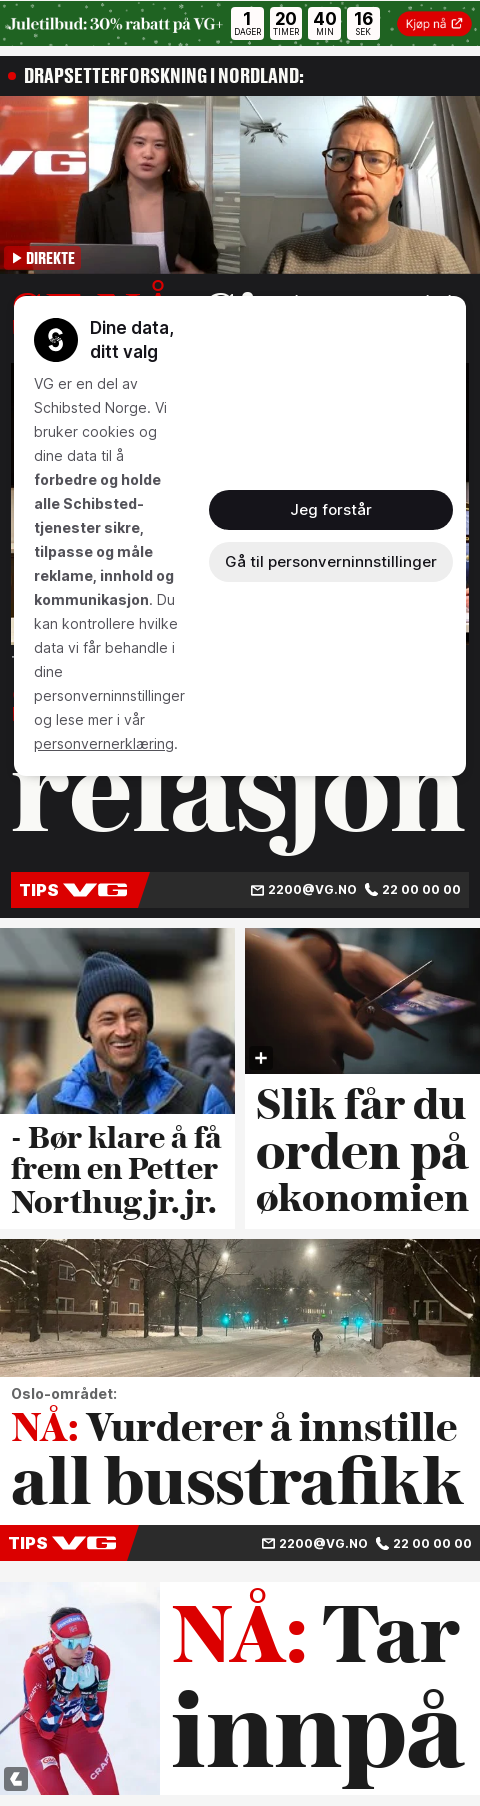 Juletilbud: 30% rabatt på VG+
1 20 40 16
DAGER TIMER MIN SEK
Kjøp nå
DRAPSETTERFORSKNING I NORDLAND:
VG
DIREKTE
Dine data,
ditt valg
VG er en del av
Schibsted Norge. Vi
bruker cookies og
dine data til å
forbedre og holde
alle Schibsted-
tjenester sikre,
tilpasse og måle
reklame, innhold og
kommunikasjon. Du
kan kontrollere hvilke
data vi får behandle i
dine
personverninnstillinger
og lese mer i vår
personvernerklæring.
Jeg forstår
Gå til personverninnstillinger
relasjon
TIPS VG
2200@VG.NO 22 00 00 00
- Bør klare å få
frem en Petter
Northug jr. jr.
Slik får du
orden på
økonomien
Oslo-området:
NÅ: Vurderer å innstille
all busstrafikk
TIPS VG
2200@VG.NO 22 00 00 00
NÅ: Tar
innpå